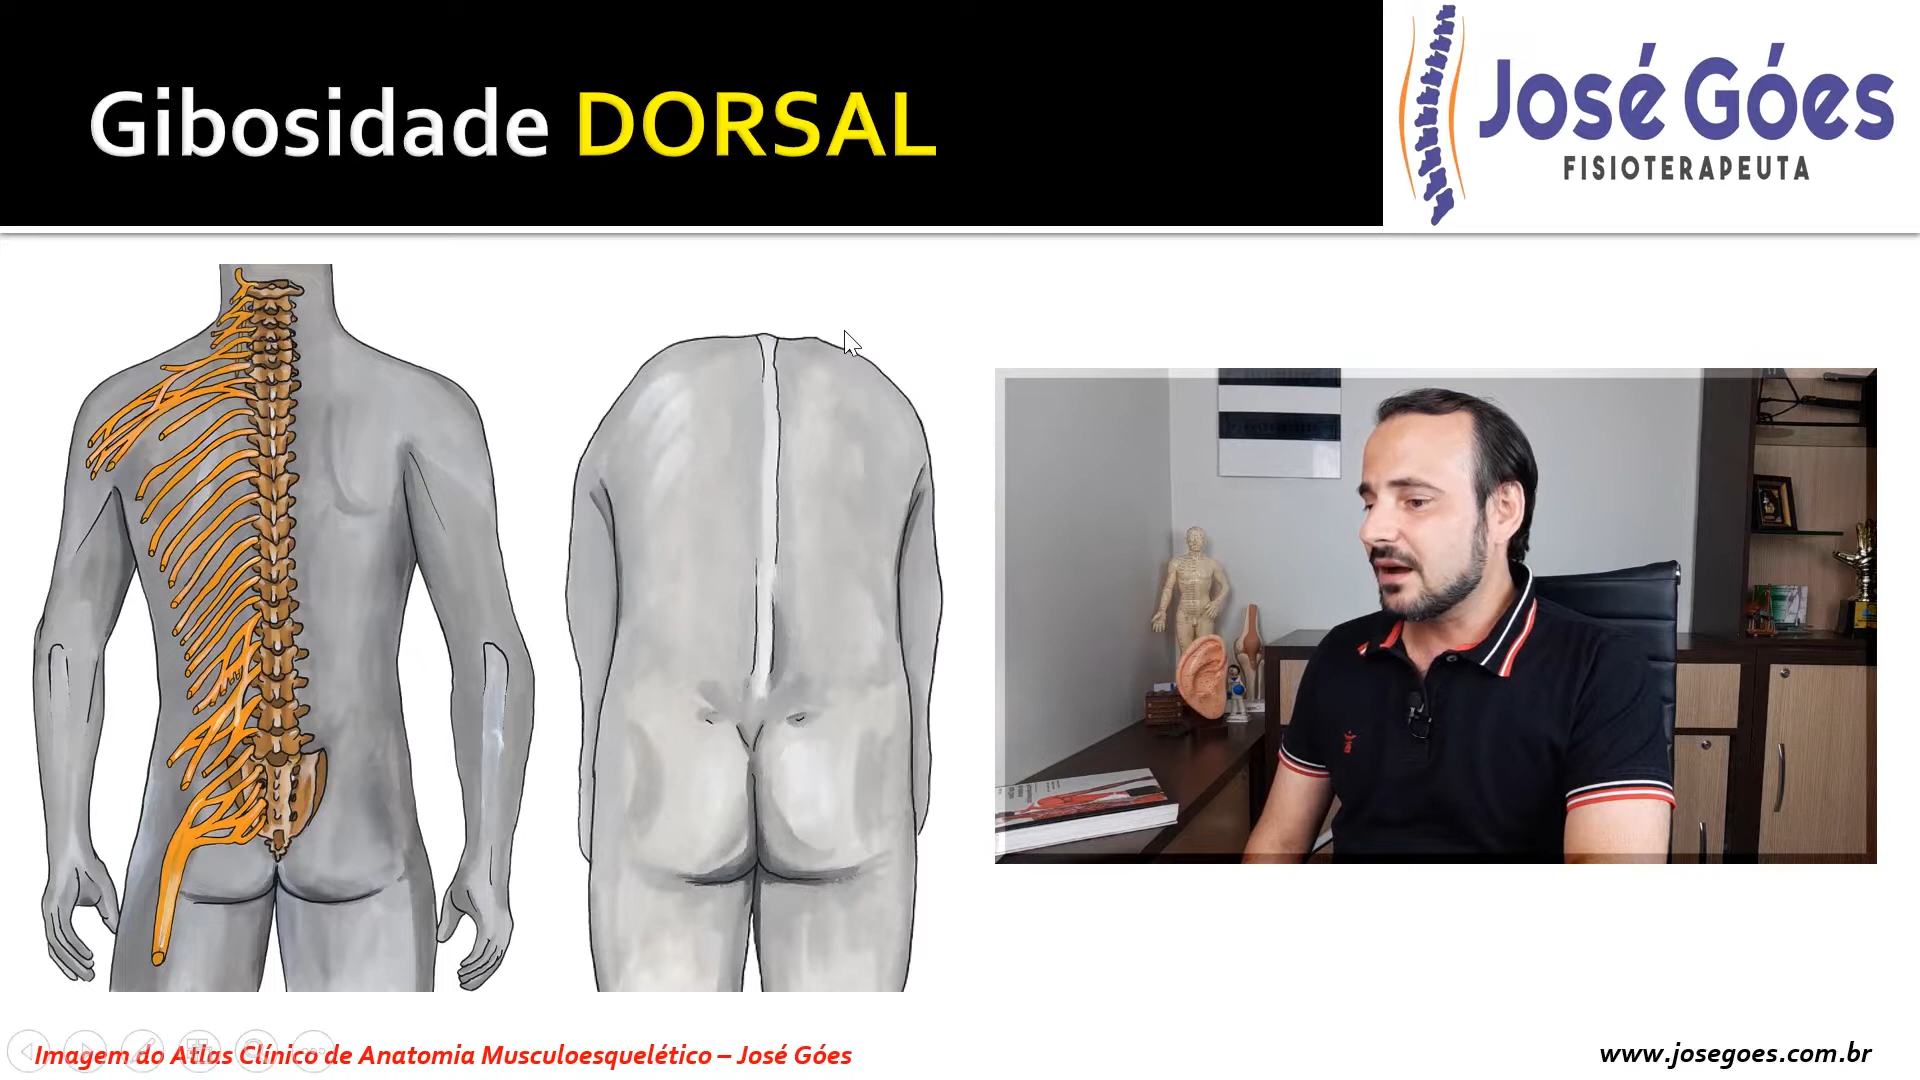 Gibosidade DORSAL
José Góes
FISIOTERAPEUTA
Imagem do Atlas Clínico de Anatomia Musculoesquelético – José Góes
www.josegoes.com.br